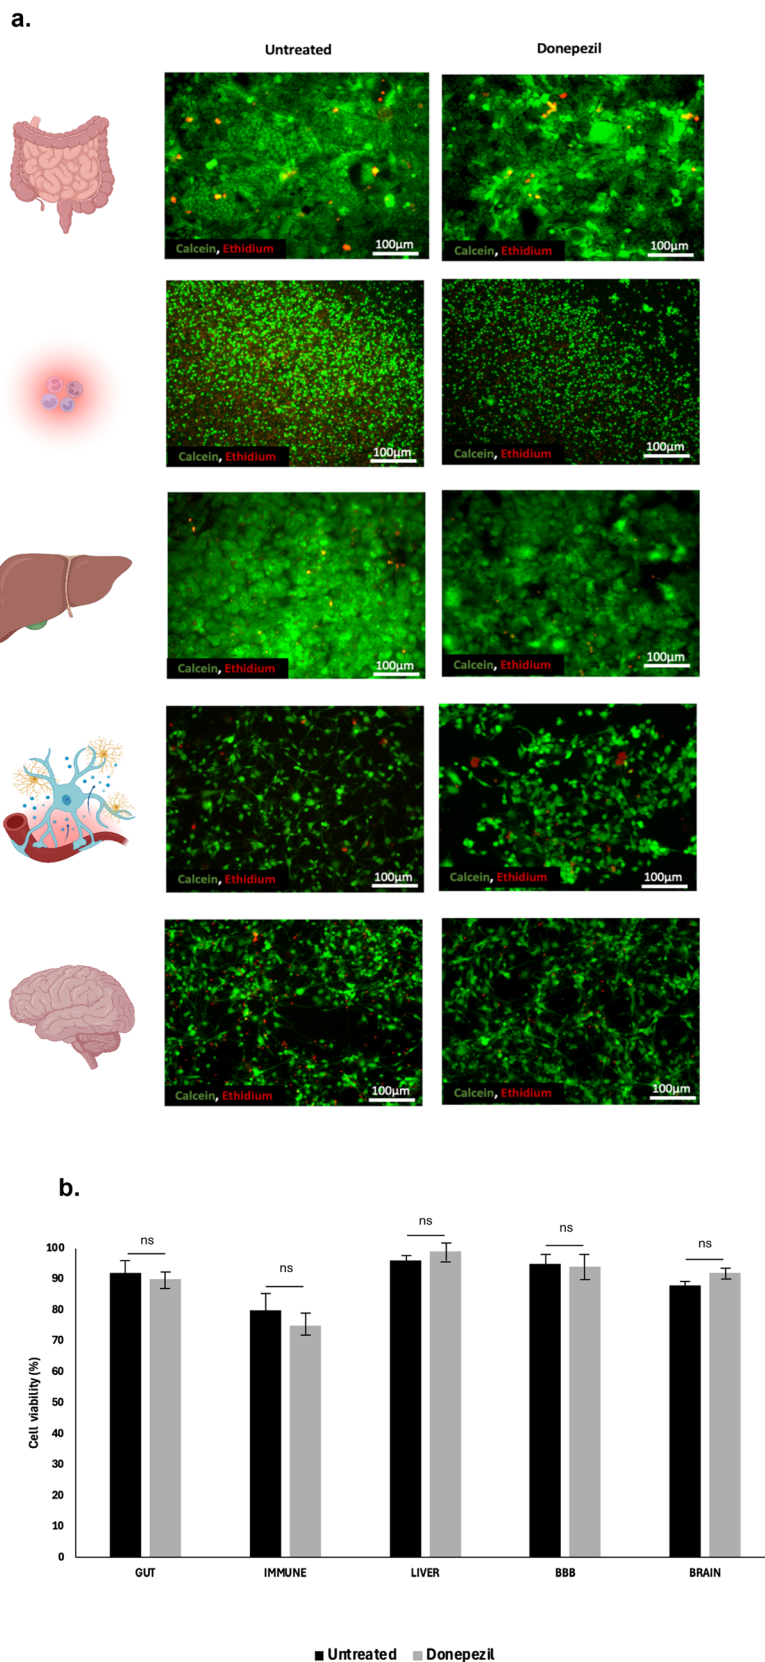 a.
Untreated Donepezil
100µm 100µm
Calcein, Ethidium Calcein, Ethidium
100µm 100µm
Calcein, Ethidium Calcein, Ethidium
100µm 100µm
Calcein, Ethidium Calcein, Ethidium
100µm 100µm
Calcein, Ethidium Calcein, Ethidium
100µm 100µm
Calcein, Ethidium Calcein, Ethidium
b.
ns ns ns ns ns
100
90
80
70
60
50
40
30
20
10
0
Cell viability (%)
GUT IMMUNE LIVER BBB BRAIN
Untreated Donepezil